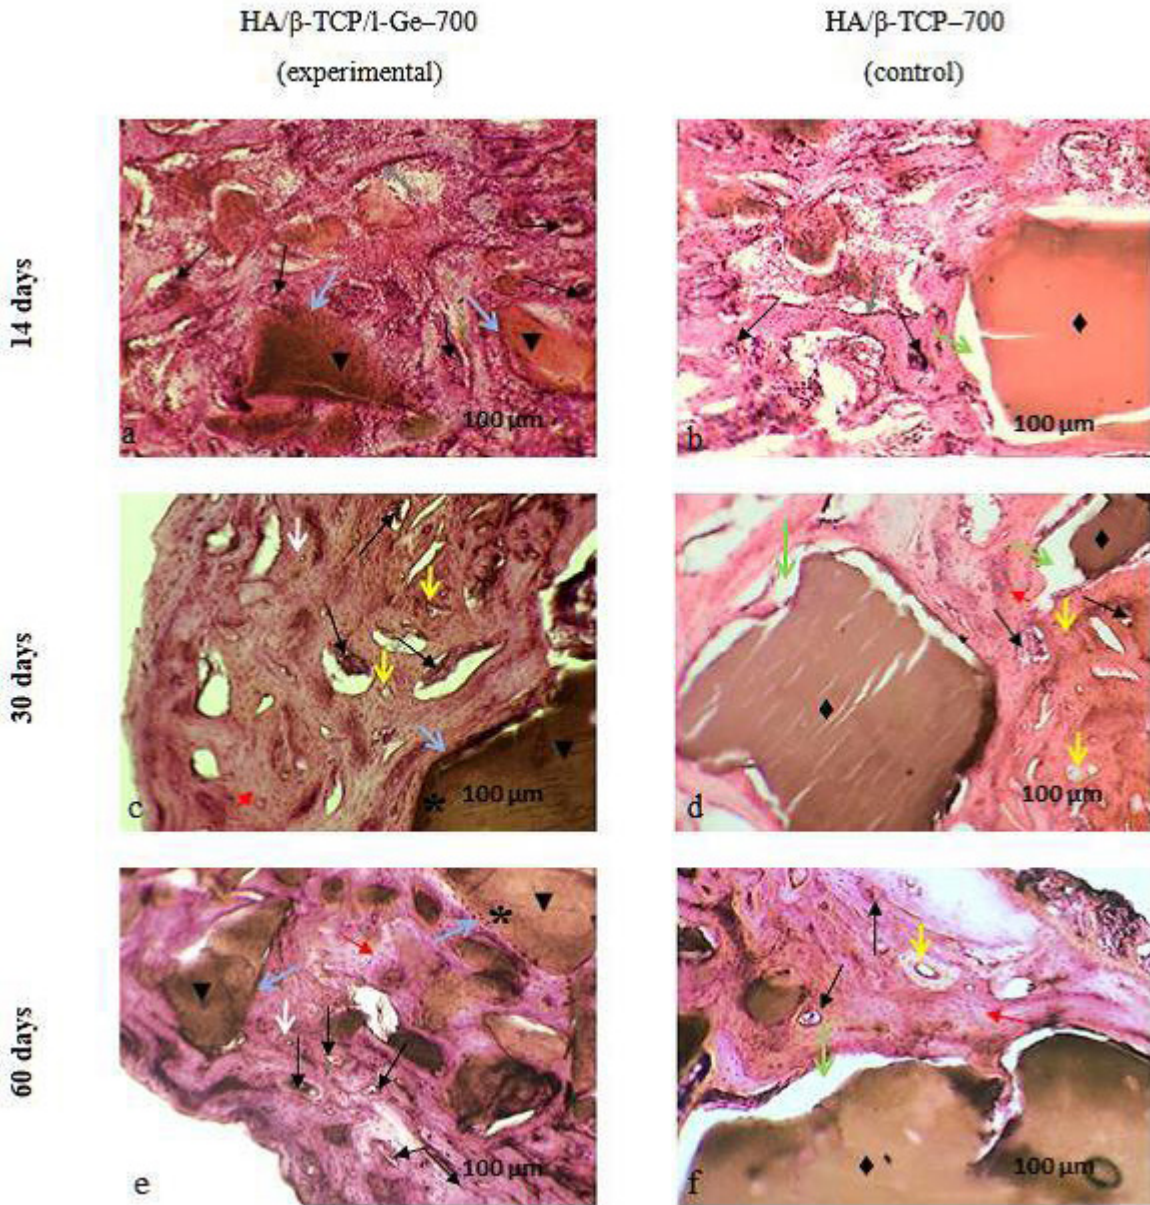 HA/β-TCP/l-Ge–700
(experimental)
HA/β-TCP–700
(control)
14 days
a
100 µm
b
100 µm
30 days
c
100 µm
d
100 µm
60 days
e
100 µm
f
100 µm